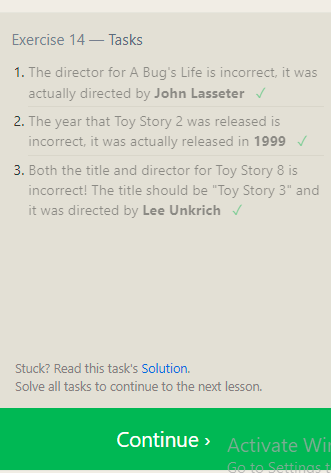 Exercise 14 — Tasks
1. The director for A Bug's Life is incorrect, it was
actually directed by John Lasseter ✓
2. The year that Toy Story 2 was released is
incorrect, it was actually released in 1999 ✓
3. Both the title and director for Toy Story 8 is
incorrect! The title should be "Toy Story 3" and
it was directed by Lee Unkrich ✓
Stuck? Read this task's Solution.
Solve all tasks to continue to the next lesson.
Continue ›
Activate Win
Go to Settings t